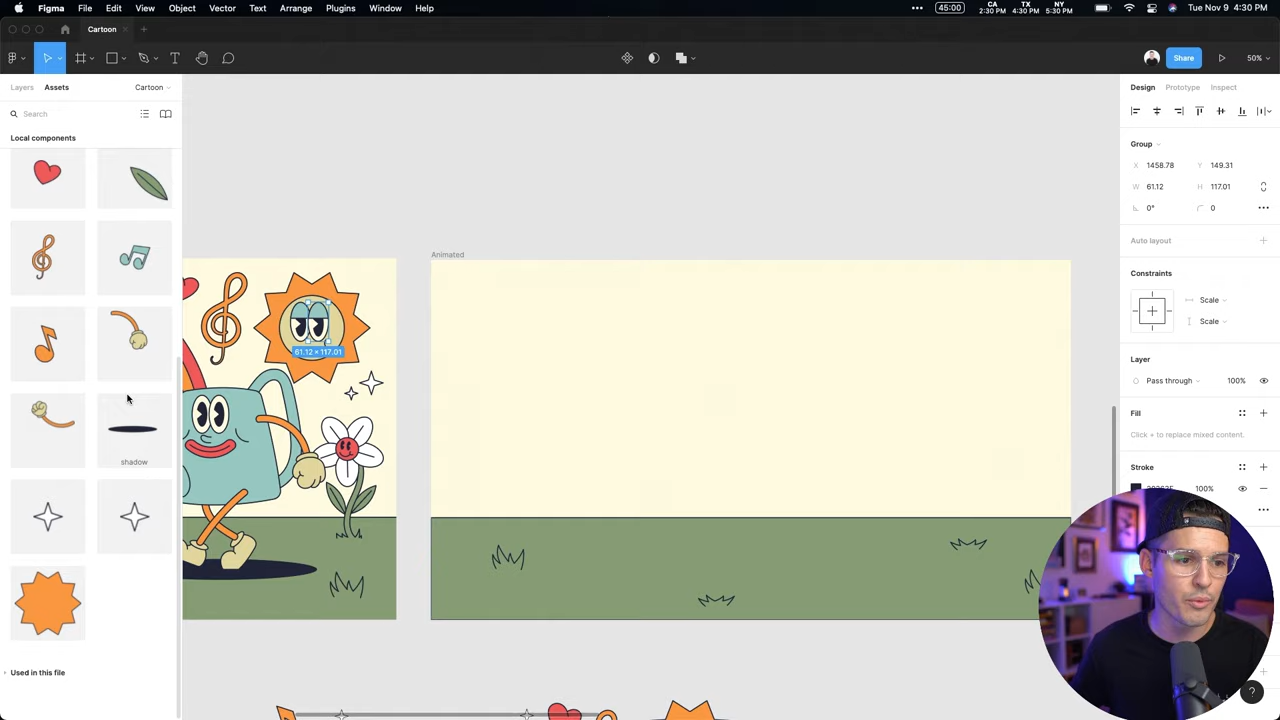 Figma File Edit View Object Vector Text Arrange Plugins Window Help
45:00
CA TX NY
2:30 PM 4:30 PM 5:30 PM
Tue Nov 9 4:30 PM
Cartoon
Share
50%
Layers Assets Cartoon
Search
Local components
shadow
Used in this file
Animated
61.12 × 117.01
Design Prototype Inspect
Group
X 1458.78 Y 149.31
W 61.12 H 117.01
0° 0
Auto layout
Constraints
Scale
Scale
Layer
Pass through 100%
Fill
Click + to replace mixed content.
Stroke
100%
?